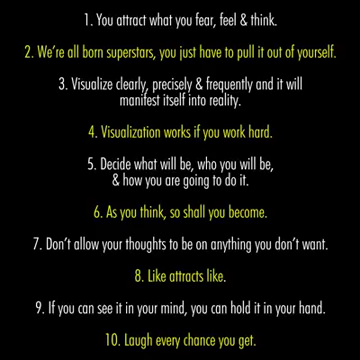 1. You attract what you fear, feel & think.
2. We're all born superstars, you just have to pull it out of yourself.
3. Visualize clearly, precisely & frequently and it will
manifest itself into reality.
4. Visualization works if you work hard.
5. Decide what will be, who you will be,
& how you are going to do it.
6. As you think, so shall you become.
7. Don't allow your thoughts to be on anything you don't want.
8. Like attracts like.
9. If you can see it in your mind, you can hold it in your hand.
10. Laugh every chance you get.